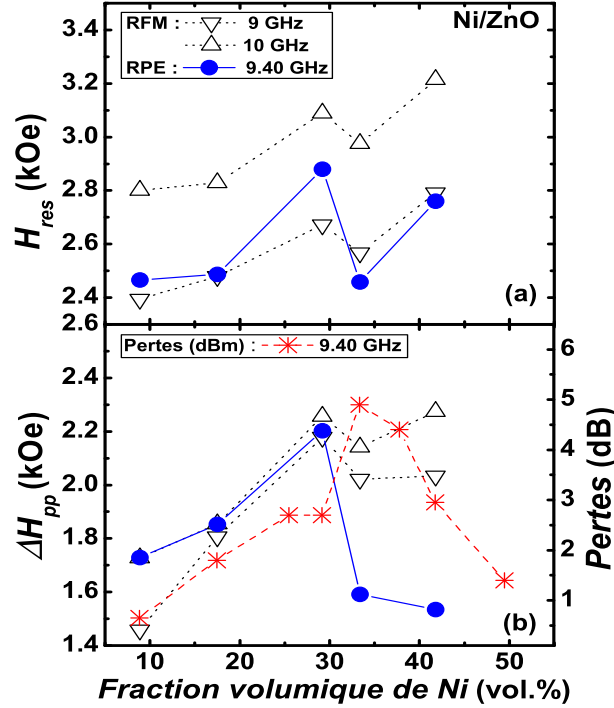 Ni/ZnO
RFM : 9 GHz
10 GHz
RPE : 9.40 GHz
3.4
3.2
3.0
2.8
2.6
2.4
H_res (kOe)
(a)
2.6
2.4
2.2
2.0
1.8
1.6
1.4
ΔH_pp (kOe)
Pertes (dBm) : 9.40 GHz
6
5
4
3
2
1
Pertes (dB)
(b)
10 20 30 40 50
Fraction volumique de Ni (vol.%)